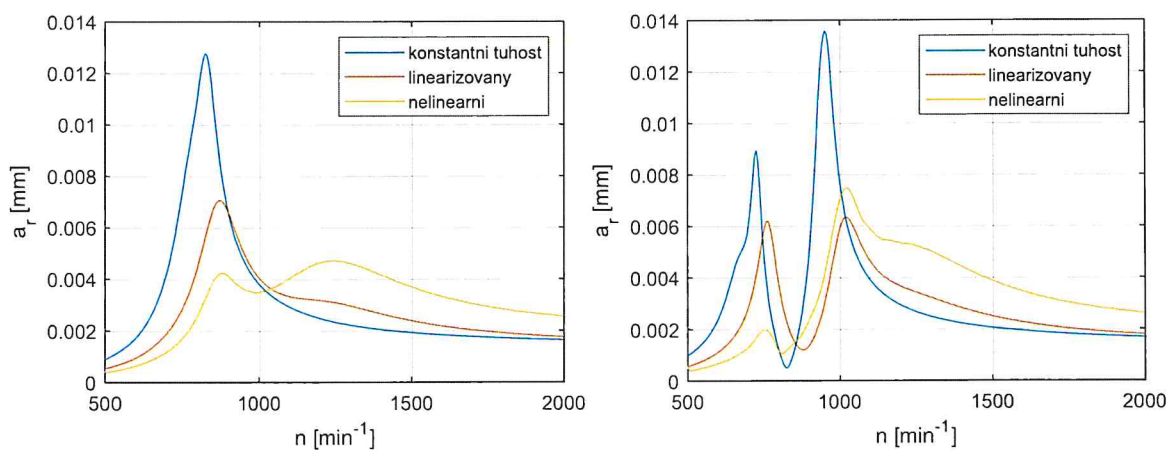 0.014
0.012
0.01
0.008
0.006
0.004
0.002
0
a_r [mm]
500
1000
1500
2000
n [min^-1]
konstantni tuhost
linearizovany
nelinearni
0.014
0.012
0.01
0.008
0.006
0.004
0.002
0
a_r [mm]
500
1000
1500
2000
n [min^-1]
konstantni tuhost
linearizovany
nelinearni